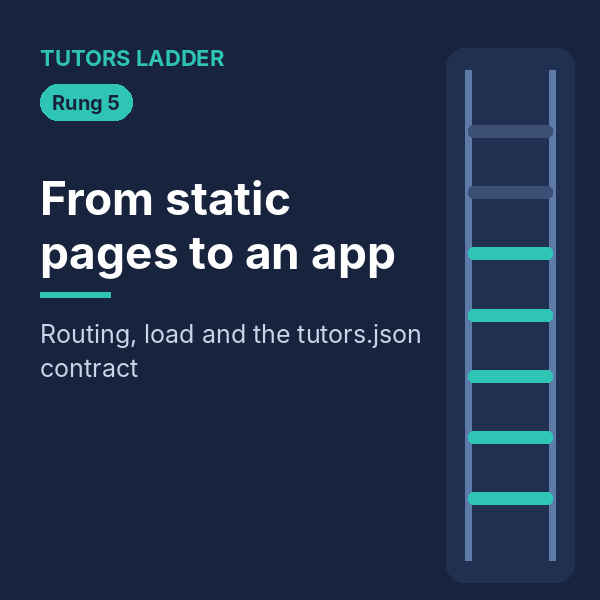 TUTORS LADDER
Rung 5
From static
pages to an app
Routing, load and the tutors.json
contract